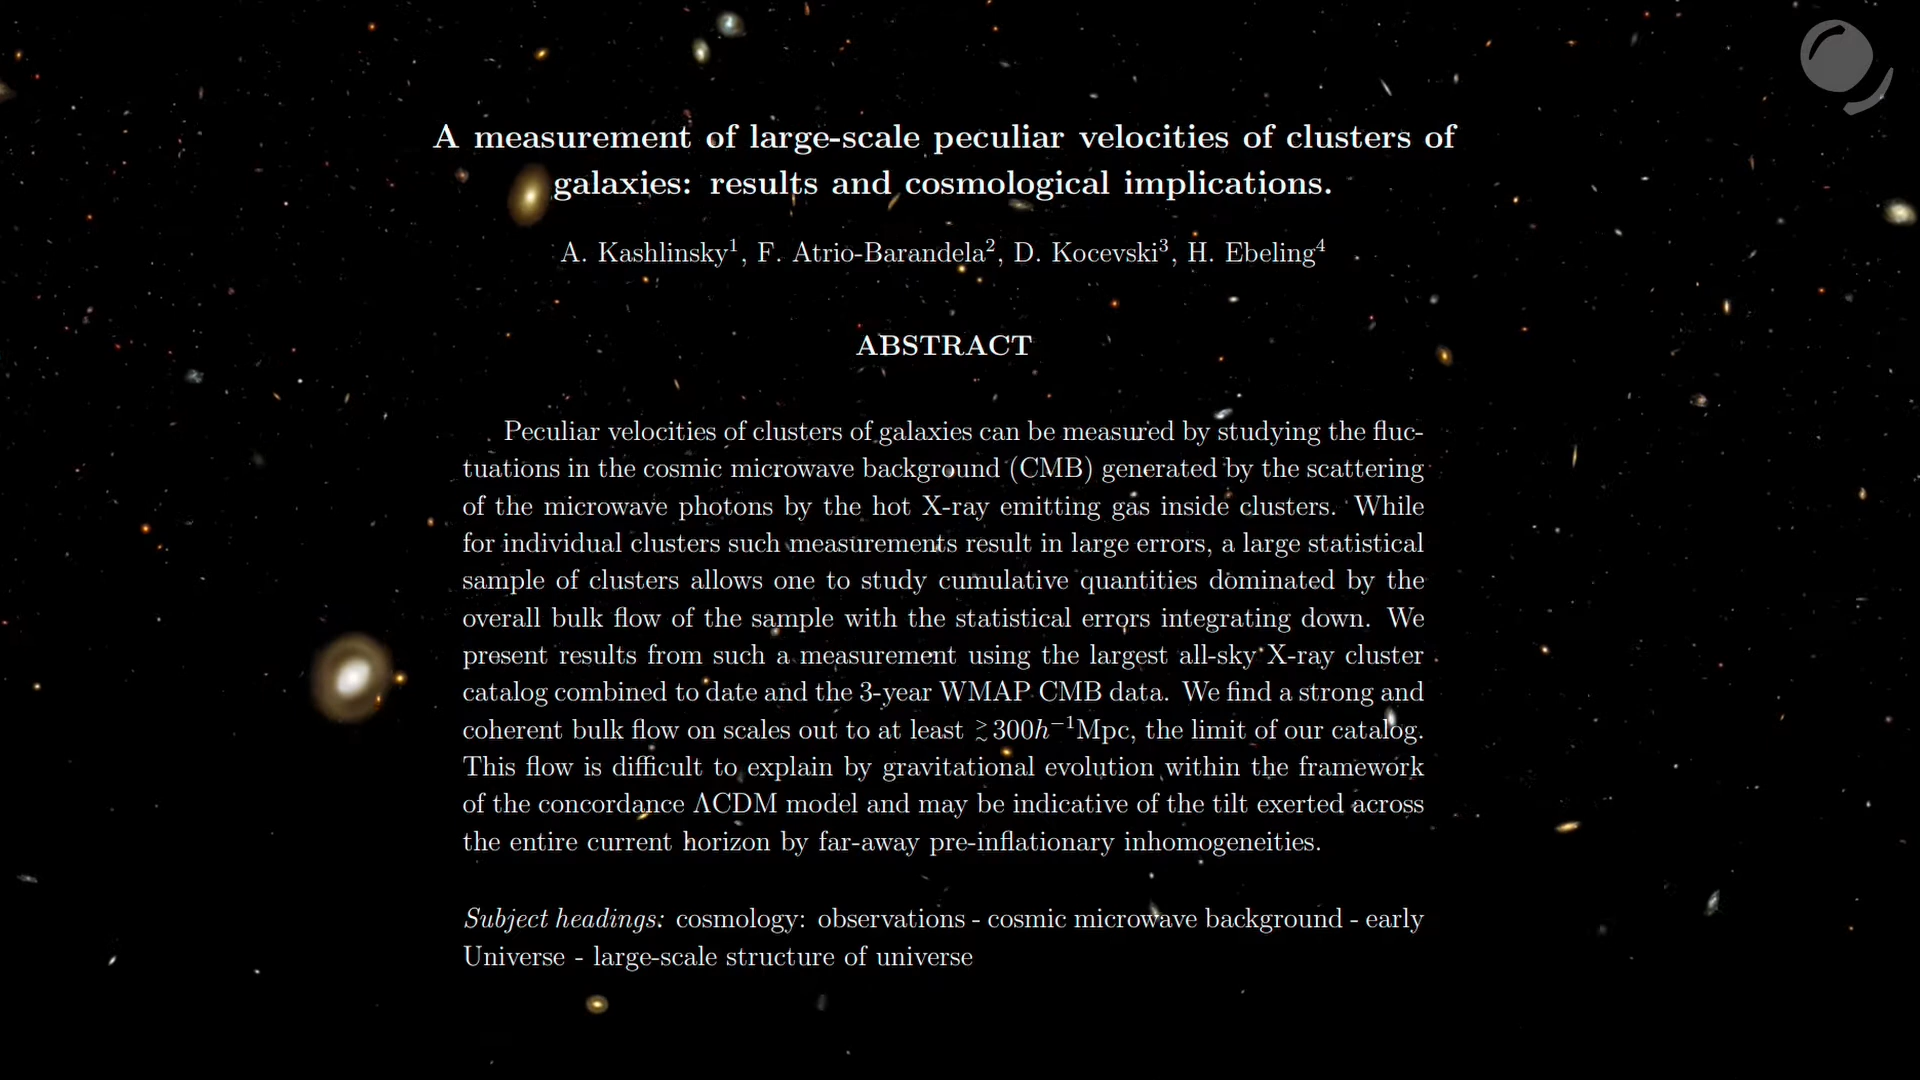 A measurement of large-scale peculiar velocities of clusters of
galaxies: results and cosmological implications.
A. Kashlinsky¹, F. Atrio-Barandela², D. Kocevski³, H. Ebeling⁴
ABSTRACT
Peculiar velocities of clusters of galaxies can be measured by studying the fluc-
tuations in the cosmic microwave background (CMB) generated by the scattering
of the microwave photons by the hot X-ray emitting gas inside clusters. While
for individual clusters such measurements result in large errors, a large statistical
sample of clusters allows one to study cumulative quantities dominated by the
overall bulk flow of the sample with the statistical errors integrating down. We
present results from such a measurement using the largest all-sky X-ray cluster
catalog combined to date and the 3-year WMAP CMB data. We find a strong and
coherent bulk flow on scales out to at least ≳300h⁻¹Mpc, the limit of our catalog.
This flow is difficult to explain by gravitational evolution within the framework
of the concordance ΛCDM model and may be indicative of the tilt exerted across
the entire current horizon by far-away pre-inflationary inhomogeneities.
Subject headings: cosmology: observations - cosmic microwave background - early
Universe - large-scale structure of universe